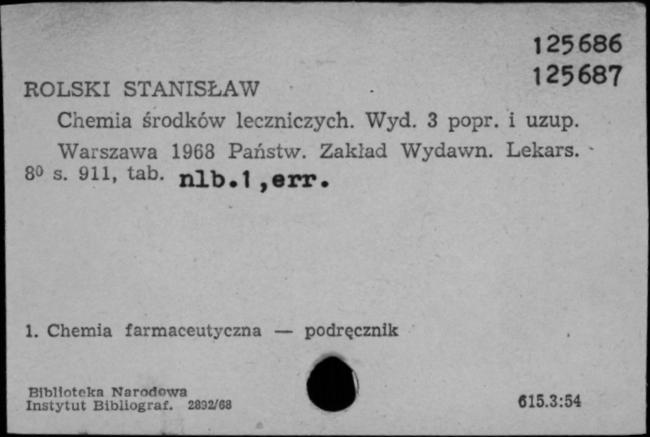 125686
125687
ROLSKI STANISŁAW
Chemia środków leczniczych. Wyd. 3 popr. i uzup.
Warszawa 1968 Państw. Zakład Wydawn. Lekars.
8⁰ s. 911, tab. nlb.1,err.
1. Chemia farmaceutyczna — podręcznik
Biblioteka Narodowa
Instytut Bibliograf. 2892/68
615.3:54